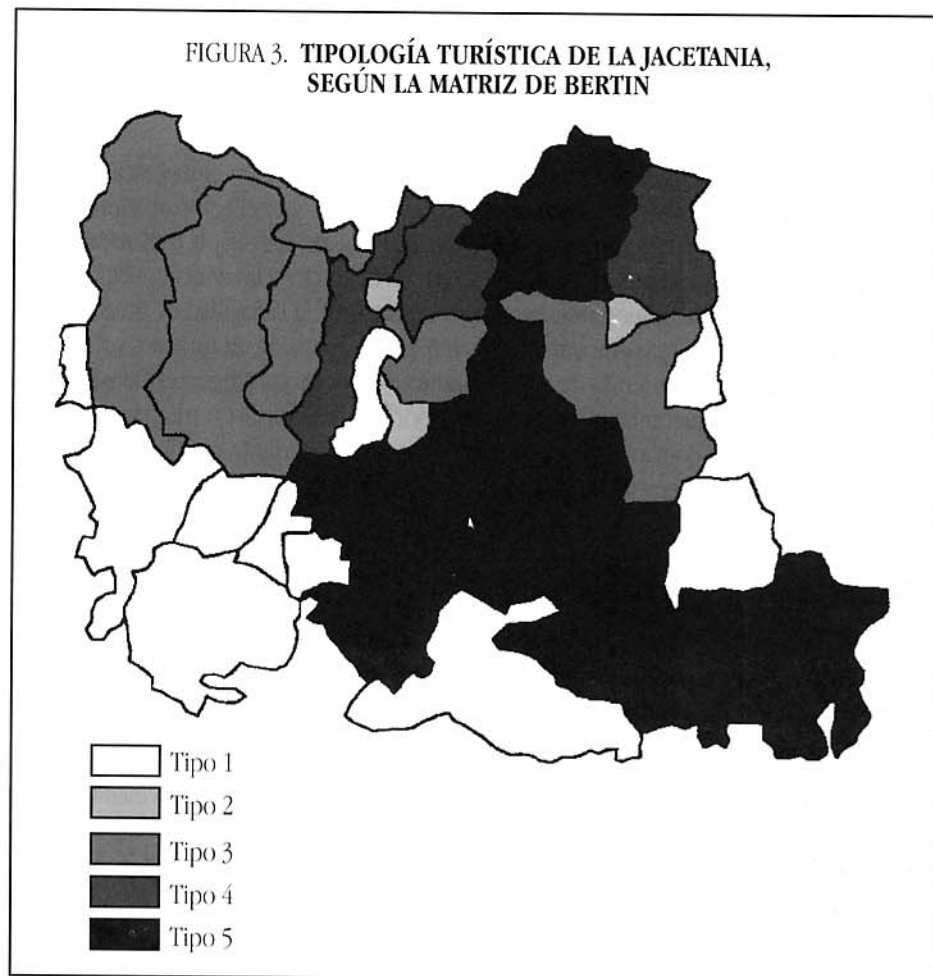 FIGURA 3. TIPOLOGÍA TURÍSTICA DE LA JACETANIA,
SEGÚN LA MATRIZ DE BERTIN
Tipo 1
Tipo 2
Tipo 3
Tipo 4
Tipo 5